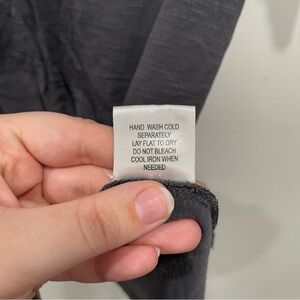 HAND WASH COLD
SEPARATELY
LAY FLAT TO DRY
DO NOT BLEACH
COOL IRON WHEN
NEEDED